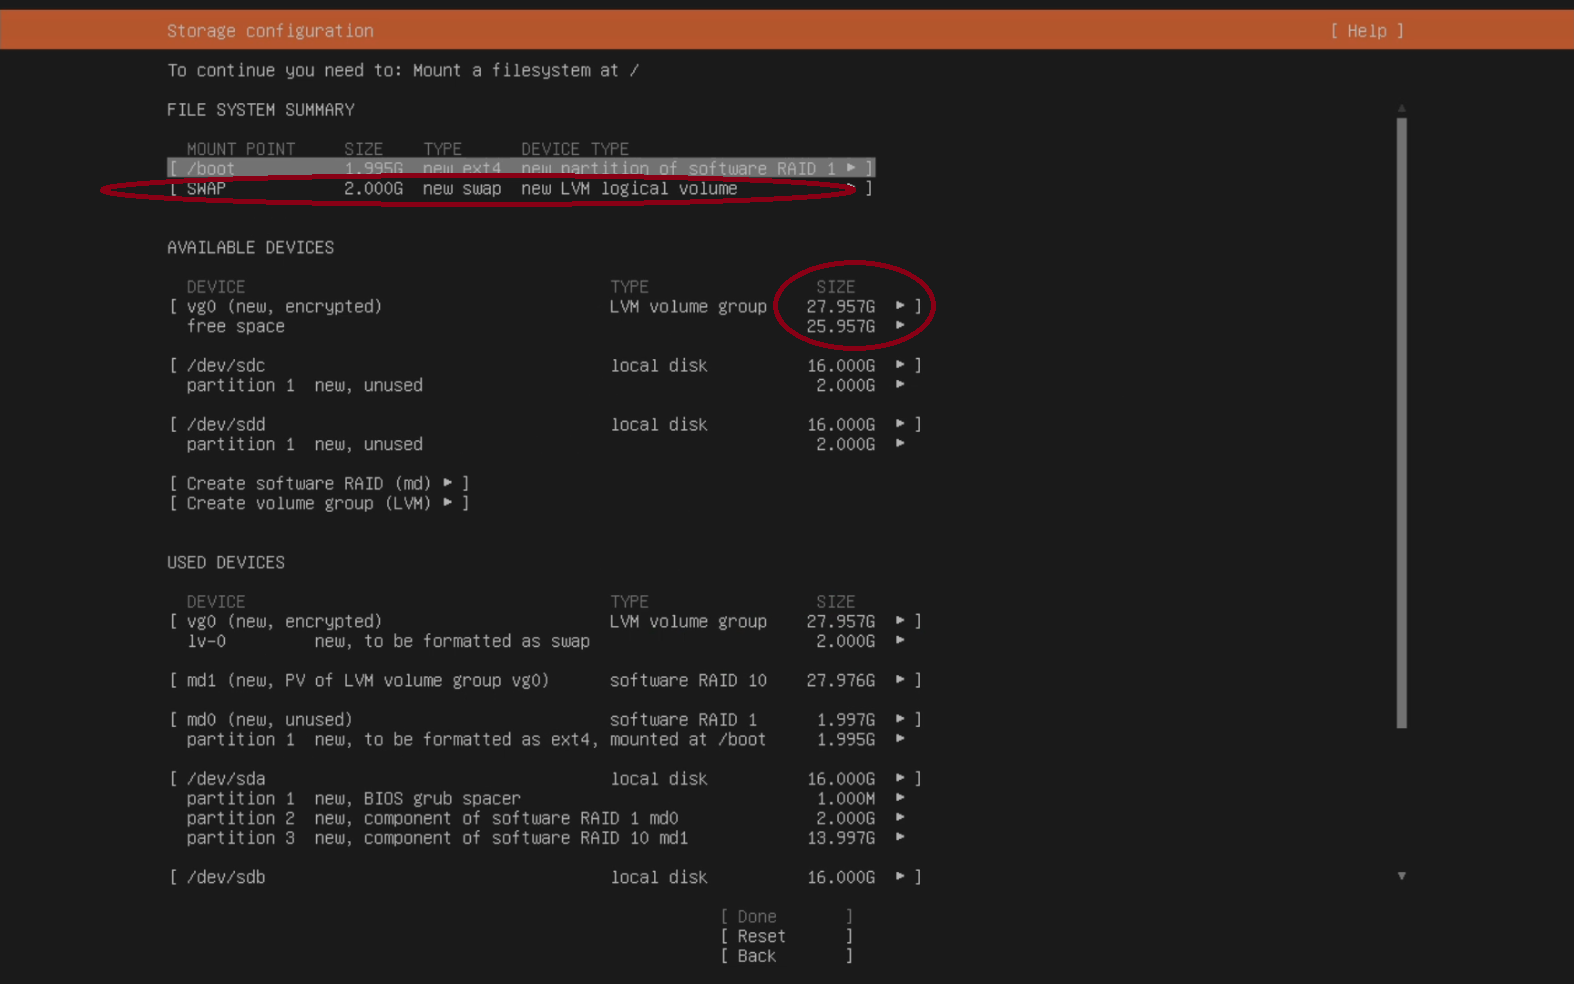 Storage configuration [ Help ]
To continue you need to: Mount a filesystem at /
FILE SYSTEM SUMMARY
MOUNT POINT SIZE TYPE DEVICE TYPE
[ /boot 1.995G new ext4 new partition of software RAID 1 ▸ ]
[ SWAP 2.000G new swap new LVM logical volume ▸ ]
AVAILABLE DEVICES
DEVICE TYPE SIZE
[ vg0 (new, encrypted) LVM volume group 27.957G ▸ ]
free space 25.957G ▸
[ /dev/sdc local disk 16.000G ▸ ]
partition 1 new, unused 2.000G ▸
[ /dev/sdd local disk 16.000G ▸ ]
partition 1 new, unused 2.000G ▸
[ Create software RAID (md) ▸ ]
[ Create volume group (LVM) ▸ ]
USED DEVICES
DEVICE TYPE SIZE
[ vg0 (new, encrypted) LVM volume group 27.957G ▸ ]
lv-0 new, to be formatted as swap 2.000G ▸
[ md1 (new, PV of LVM volume group vg0) software RAID 10 27.976G ▸ ]
[ md0 (new, unused) software RAID 1 1.997G ▸ ]
partition 1 new, to be formatted as ext4, mounted at /boot 1.995G ▸
[ /dev/sda local disk 16.000G ▸ ]
partition 1 new, BIOS grub spacer 1.000M ▸
partition 2 new, component of software RAID 1 md0 2.000G ▸
partition 3 new, component of software RAID 10 md1 13.997G ▸
[ /dev/sdb local disk 16.000G ▸ ]
[ Done ]
[ Reset ]
[ Back ]